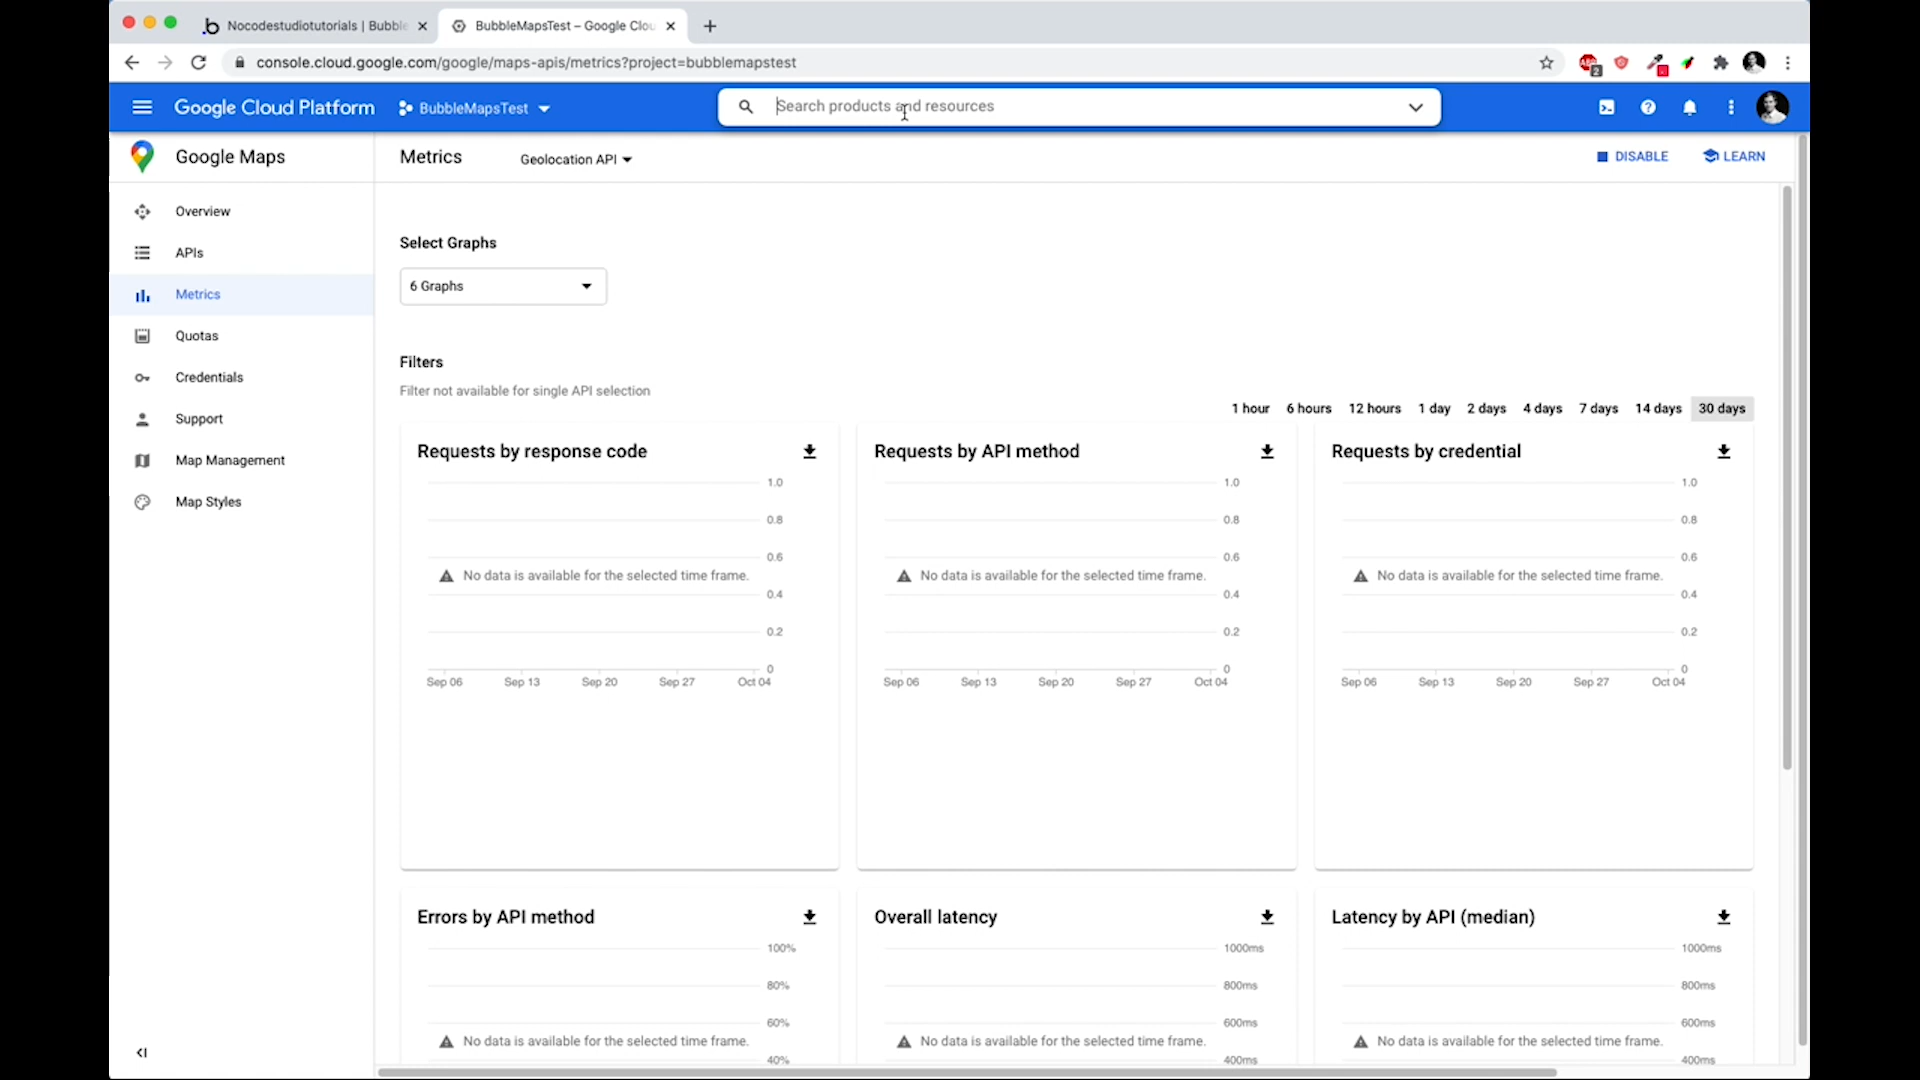 Nocodestudiotutorials | Bubble
BubbleMapsTest – Google Clou
console.cloud.google.com/google/maps-apis/metrics?project=bubblemapstest
2
Google Cloud Platform
BubbleMapsTest
Search products and resources
Google Maps
Metrics
Geolocation API
DISABLE
LEARN
Overview
APIs
Metrics
Quotas
Credentials
Support
Map Management
Map Styles
Select Graphs
6 Graphs
Filters
Filter not available for single API selection
1 hour 6 hours 12 hours 1 day 2 days 4 days 7 days 14 days 30 days
Requests by response code
1.0
0.8
0.6
No data is available for the selected time frame.
0.4
0.2
0
Sep 06 Sep 13 Sep 20 Sep 27 Oct 04
Requests by API method
1.0
0.8
0.6
No data is available for the selected time frame.
0.4
0.2
0
Sep 06 Sep 13 Sep 20 Sep 27 Oct 04
Requests by credential
1.0
0.8
0.6
No data is available for the selected time frame.
0.4
0.2
0
Sep 06 Sep 13 Sep 20 Sep 27 Oct 04
Errors by API method
100%
80%
60%
No data is available for the selected time frame.
40%
Overall latency
1000ms
800ms
600ms
No data is available for the selected time frame.
400ms
Latency by API (median)
1000ms
800ms
600ms
No data is available for the selected time frame.
400ms